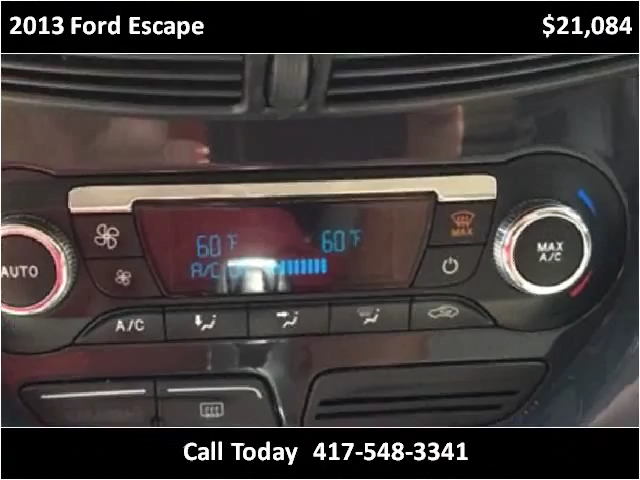 2013 Ford Escape $21,084
60°F 60°F
A/C
MAX
AUTO
MAX
A/C
A/C
Call Today 417-548-3341